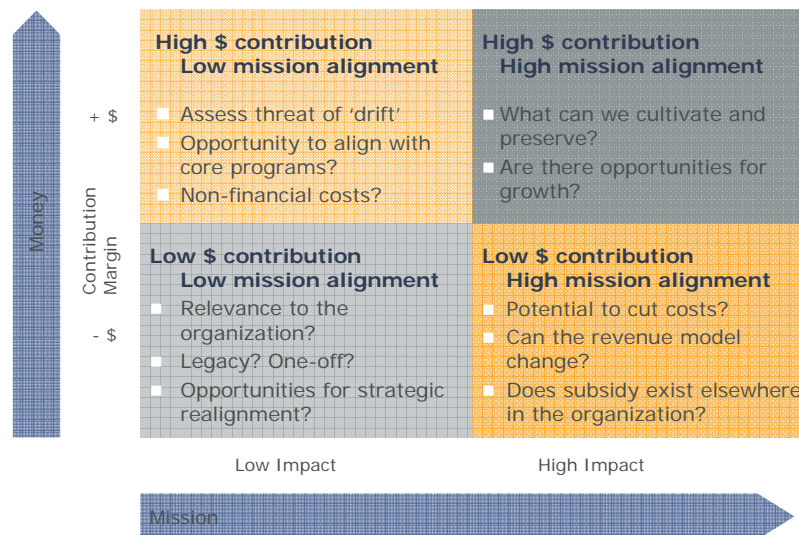 High $ contribution
Low mission alignment
Assess threat of ‘drift’
Opportunity to align with
core programs?
Non-financial costs?
High $ contribution
High mission alignment
What can we cultivate and
preserve?
Are there opportunities for
growth?
+ $
Money
Contribution
Margin
- $
Low $ contribution
Low mission alignment
Relevance to the
organization?
Legacy? One-off?
Opportunities for strategic
realignment?
Low $ contribution
High mission alignment
Potential to cut costs?
Can the revenue model
change?
Does subsidy exist elsewhere
in the organization?
Low Impact
High Impact
Mission